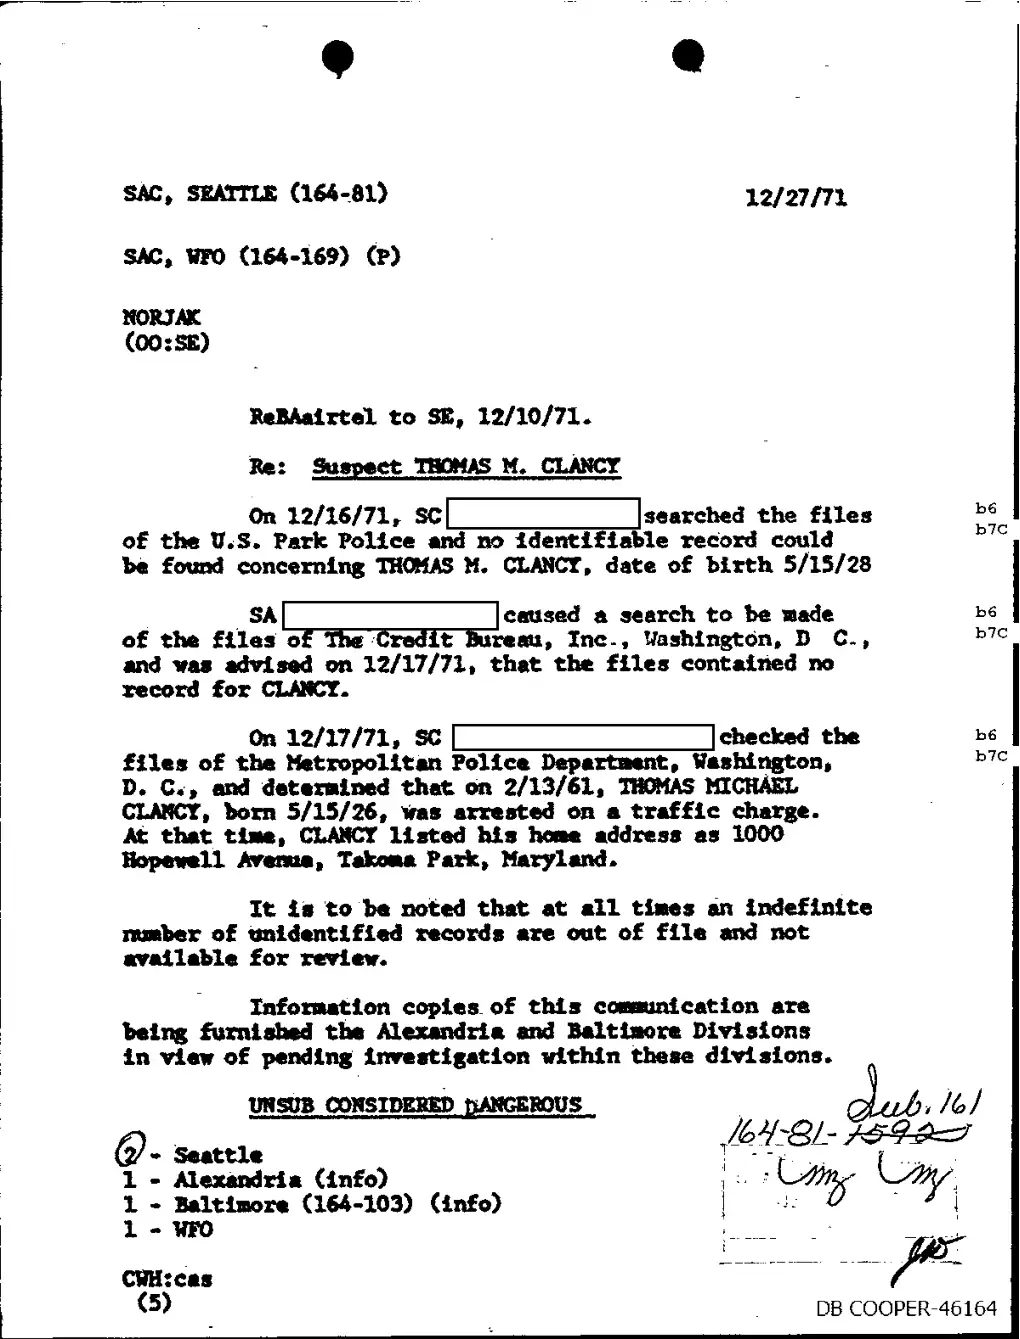 SAC, SEATTLE (164-81)
12/27/71
SAC, WFO (164-169) (P)
NORJAK
(OO:SE)
ReBAairtel to SE, 12/10/71.
Re: Suspect THOMAS M. CLANCY
On 12/16/71, SC searched the files
b6
b7C
of the U.S. Park Police and no identifiable record could
be found concerning THOMAS M. CLANCY, date of birth 5/15/28
SA caused a search to be made
b6
b7C
of the files of The Credit Bureau, Inc., Washington, D C.,
and was advised on 12/17/71, that the files contained no
record for CLANCY.
On 12/17/71, SC checked the
b6
b7C
files of the Metropolitan Police Department, Washington,
D. C., and determined that on 2/13/61, THOMAS MICHAEL
CLANCY, born 5/15/26, was arrested on a traffic charge.
At that time, CLANCY listed his home address as 1000
Hopewell Avenue, Takoma Park, Maryland.
It is to be noted that at all times an indefinite
number of unidentified records are out of file and not
available for review.
Information copies of this communication are
being furnished the Alexandria and Baltimore Divisions
in view of pending investigation within these divisions.
UNSUB CONSIDERED DANGEROUS
Sub. 161
164-81-1592
2 - Seattle
1 - Alexandria (info)
1 - Baltimore (164-103) (info)
1 - WFO
CWH:cas
(5)
DB COOPER-46164